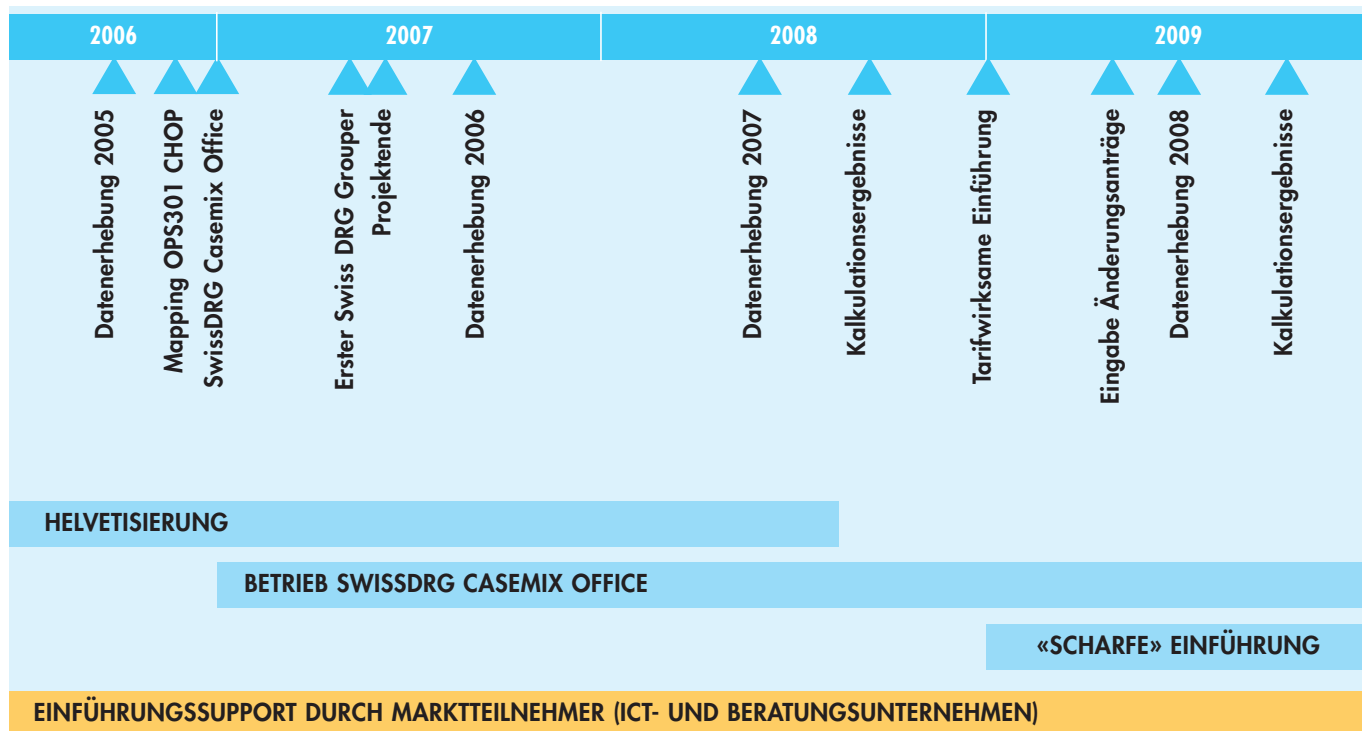 2006
2007
2008
2009
Datenerhebung 2005
Mapping OPS301 CHOP
SwissDRG Casemix Office
Erster Swiss DRG Grouper
Projektende
Datenerhebung 2006
Datenerhebung 2007
Kalkulationsergebnisse
Tarifwirksame Einführung
Eingabe Änderungsanträge
Datenerhebung 2008
Kalkulationsergebnisse
HELVETISIERUNG
BETRIEB SWISSDRG CASEMIX OFFICE
«SCHARFE» EINFÜHRUNG
EINFÜHRUNGSSUPPORT DURCH MARKTTEILNEHMER (ICT- UND BERATUNGSUNTERNEHMEN)